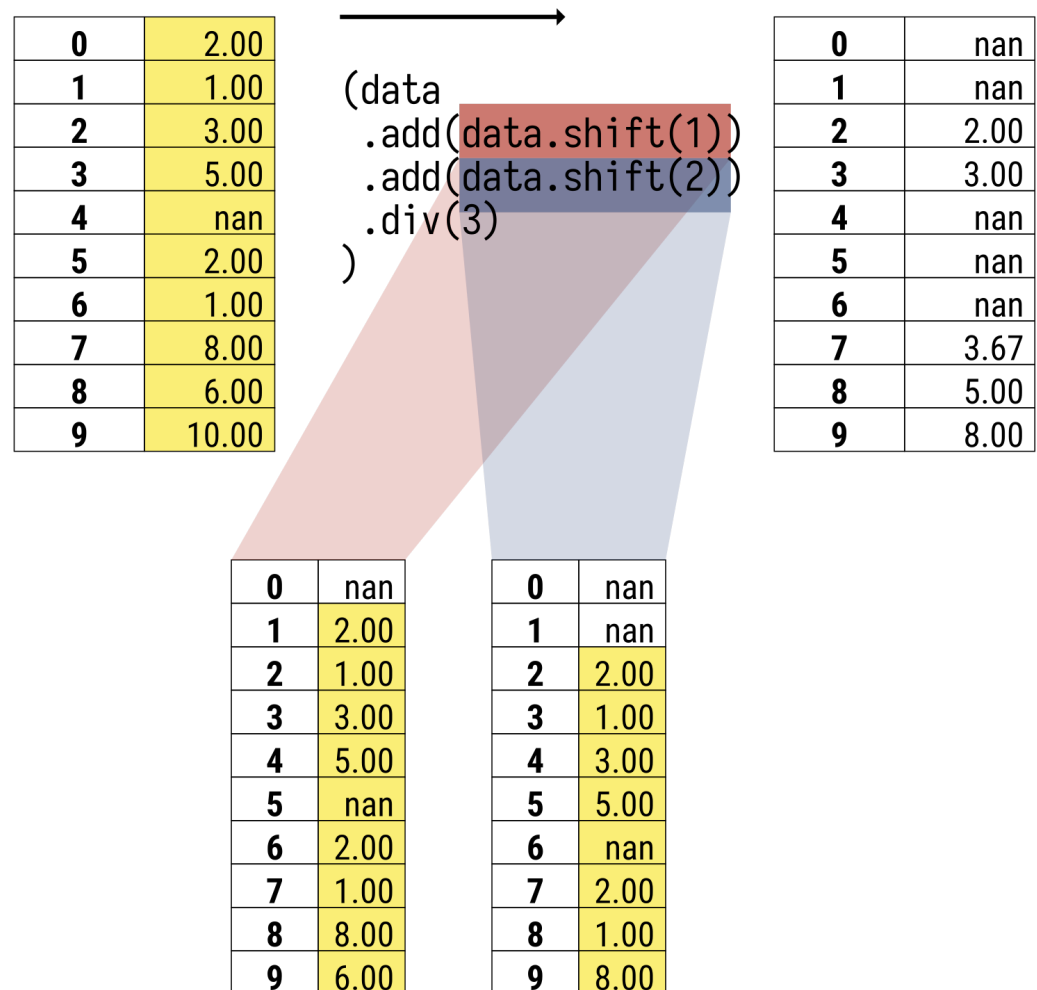 0 2.00
1 1.00
2 3.00
3 5.00
4 nan
5 2.00
6 1.00
7 8.00
8 6.00
9 10.00
(data
.add(data.shift(1))
.add(data.shift(2))
.div(3)
)
0 nan
1 nan
2 2.00
3 3.00
4 nan
5 nan
6 nan
7 3.67
8 5.00
9 8.00
0 nan
1 2.00
2 1.00
3 3.00
4 5.00
5 nan
6 2.00
7 1.00
8 8.00
9 6.00
0 nan
1 nan
2 2.00
3 1.00
4 3.00
5 5.00
6 nan
7 2.00
8 1.00
9 8.00